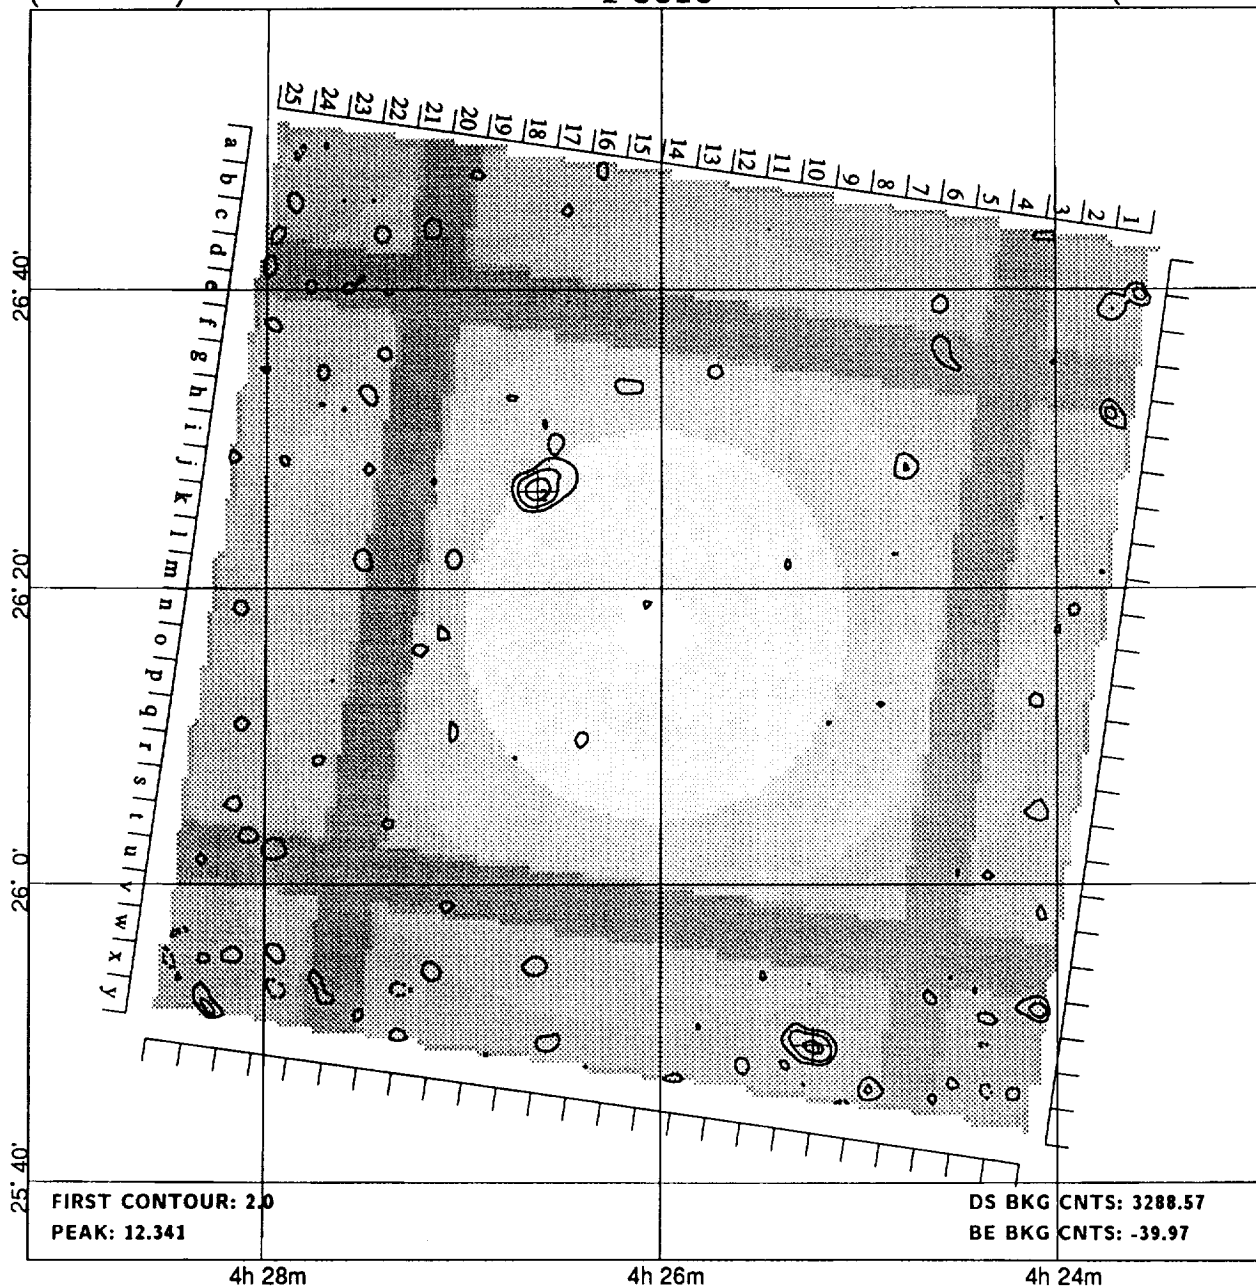 25 24 23 22 21 20 19 18 17 16 15 14 13 12 11 10 9 8 7 6 5 4 3 2 1
a b c d e f g h i j k l m n o p q r s t u v w x y
26° 40'
26° 20'
26° 0'
25° 40'
FIRST CONTOUR: 2.0
PEAK: 12.341
DS BKG CNTS: 3288.57
BE BKG CNTS: -39.97
4h 28m 4h 26m 4h 24m